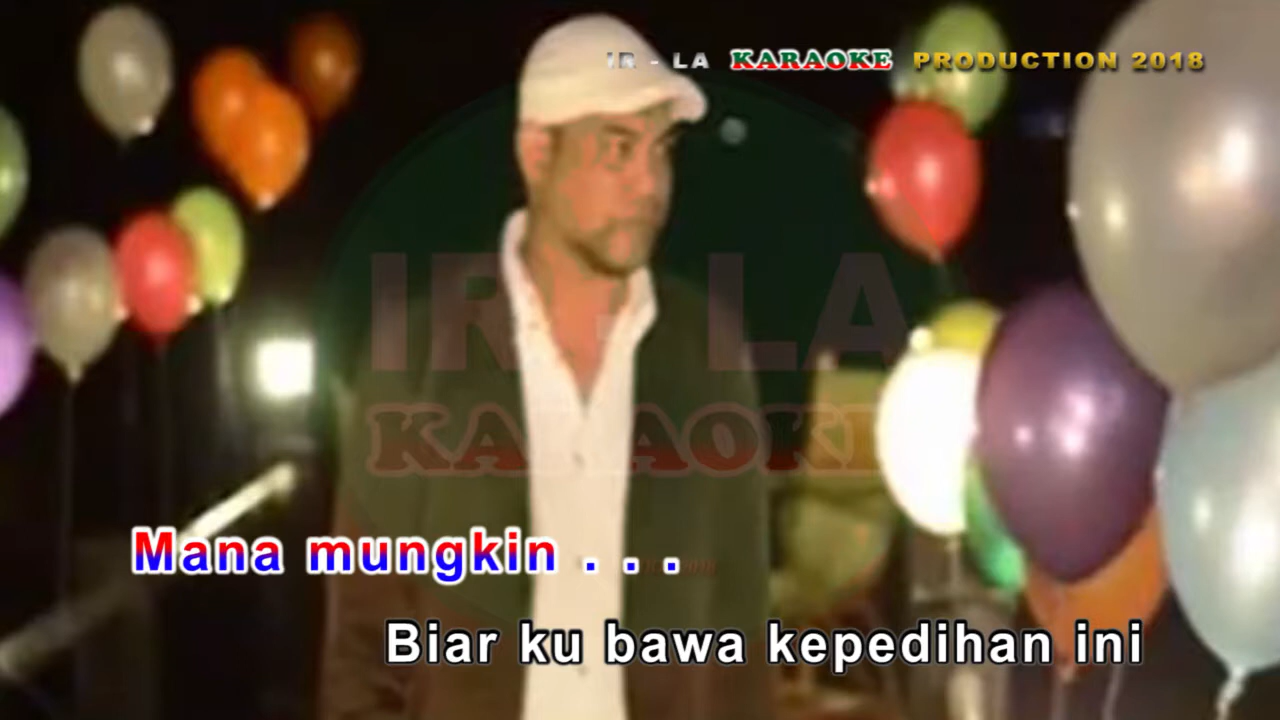 IR - LA KARAOKE PRODUCTION 2018
IR - LA
KARAOKE
Mana mungkin . . .
Biar ku bawa kepedihan ini